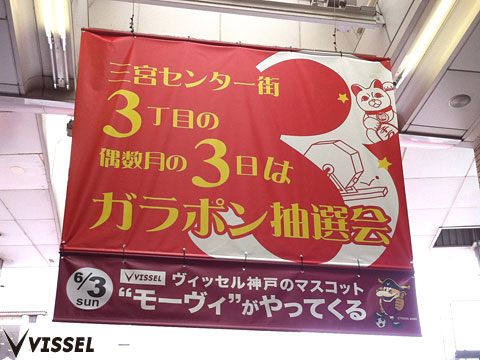 三宮センター街
3丁目の
偶数月の3日は
ガラポン抽選会
6/3 sun
VISSEL ヴィッセル神戸のマスコット
"モーヴィ"がやってくる
VISSEL